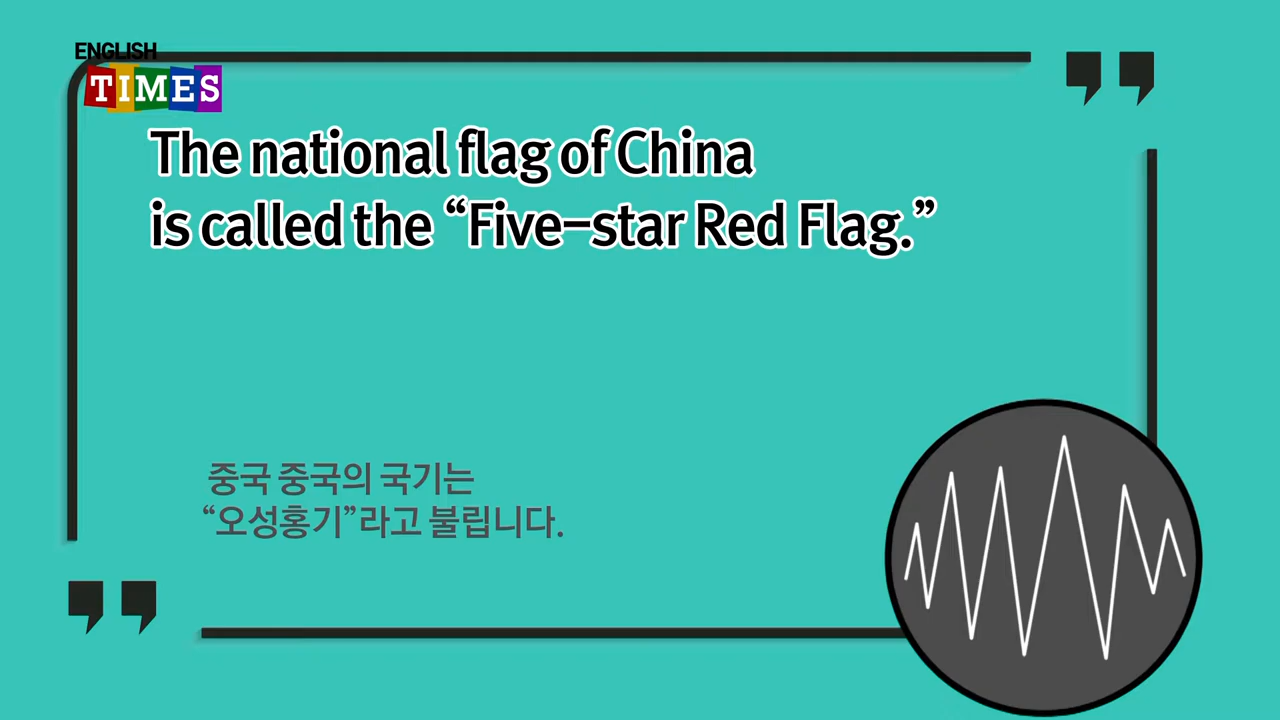 ENGLISH
TIMES
The national flag of China
is called the “Five-star Red Flag.”
중국 중국의 국기는
“오성홍기”라고 불립니다.